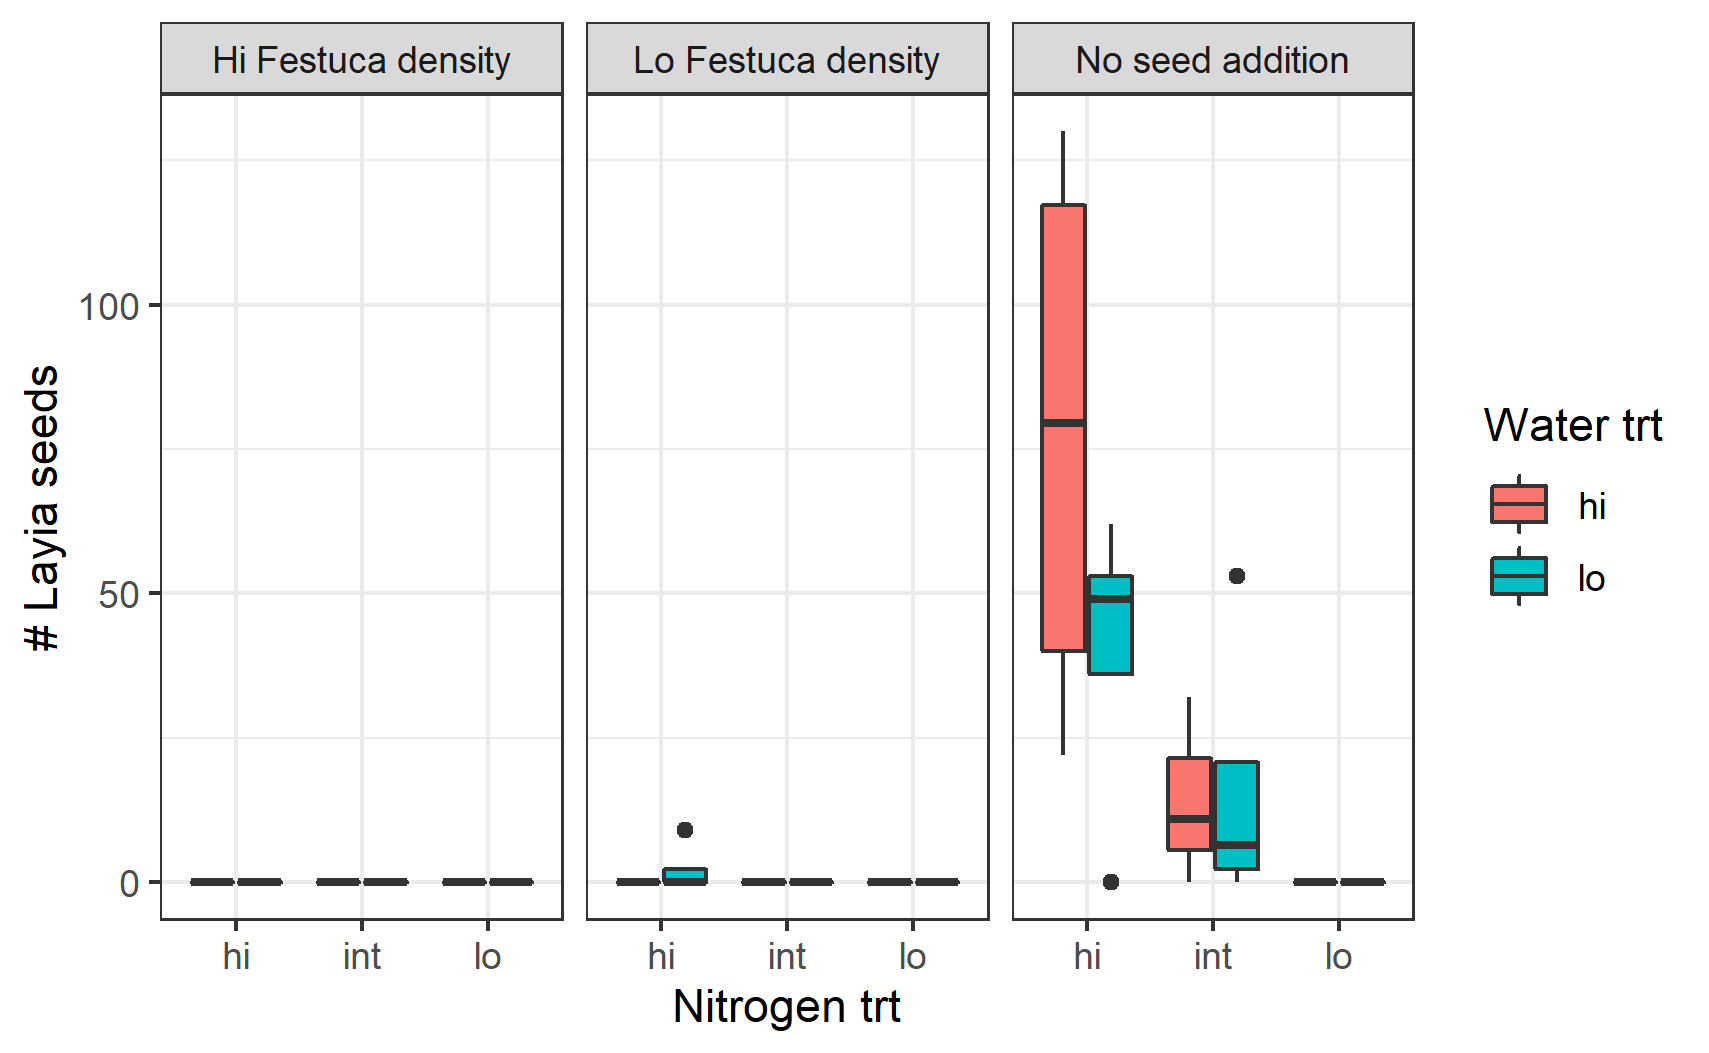 Hi Festuca density
Lo Festuca density
No seed addition
# Layia seeds
100
50
0
hi
int
lo
hi
int
lo
hi
int
lo
Nitrogen trt
Water trt
hi
lo